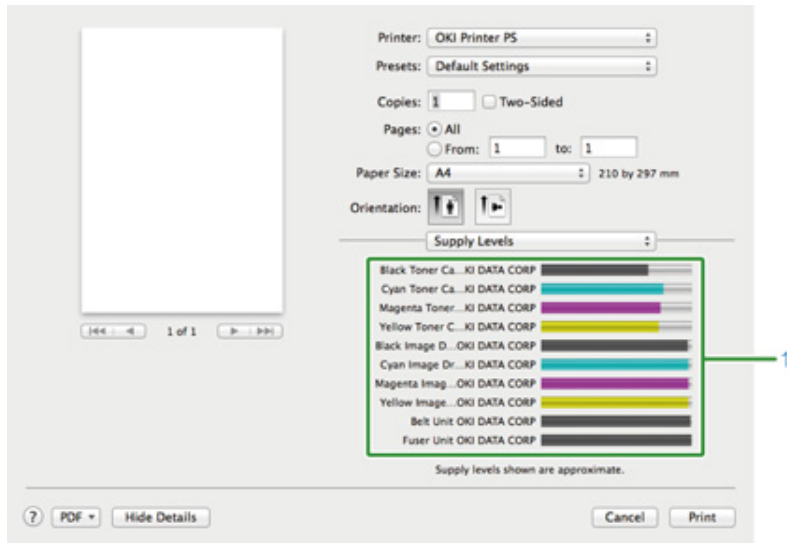 Printer: OKI Printer PS
Presets: Default Settings
Copies: 1 Two-Sided
Pages: All
From: 1 to: 1
Paper Size: A4 210 by 297 mm
Orientation:
Supply Levels
Black Toner Ca...KI DATA CORP
Cyan Toner Ca...KI DATA CORP
Magenta Toner...KI DATA CORP
Yellow Toner C...KI DATA CORP
Black Image D...OKI DATA CORP
Cyan Image Dr...KI DATA CORP
Magenta Imag...OKI DATA CORP
Yellow Image...OKI DATA CORP
Belt Unit OKI DATA CORP
Fuser Unit OKI DATA CORP
1
1 of 1
Supply levels shown are approximate.
? PDF Hide Details Cancel Print